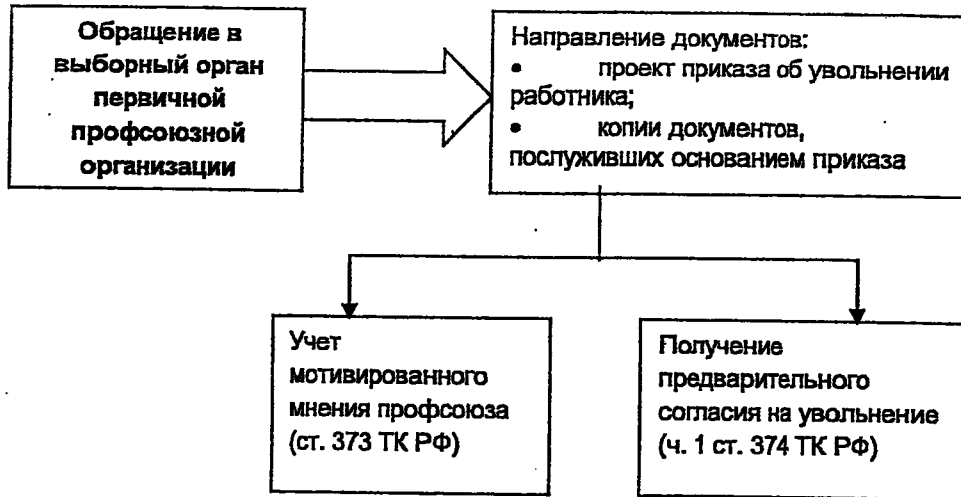 Обращение в
выборный орган
первичной
профсоюзной
организации
Направление документов:
• проект приказа об увольнении
работника;
• копии документов,
послуживших основанием приказа
Учет
мотивированного
мнения профсоюза
(ст. 373 ТК РФ)
Получение
предварительного
согласия на увольнение
(ч. 1 ст. 374 ТК РФ)